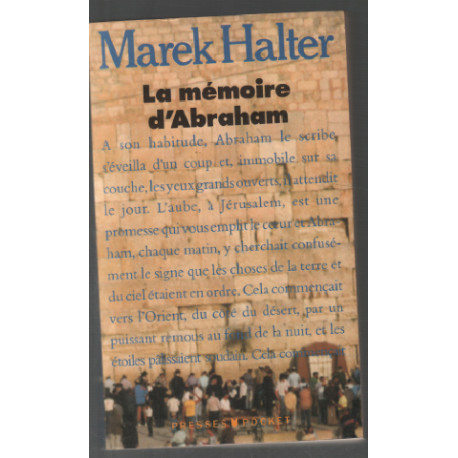 Marek Halter
La mémoire
d'Abraham
A son habitude, Abraham le scribe,
s'éveilla d'un coup et, immobile sur sa
couche, les yeux grands ouverts, attendit
le jour. L'aube, à Jérusalem, est une
promesse qui vous emplit le cœur et Abra-
ham, chaque matin, y cherchait confusé-
ment le signe que les choses de la terre et
du ciel étaient en ordre. Cela commençait
vers l'Orient, du côté du désert, par un
puissant remous au fond de la nuit, et les
étoiles pâlissaient soudain. Cela
PRESSES POCKET